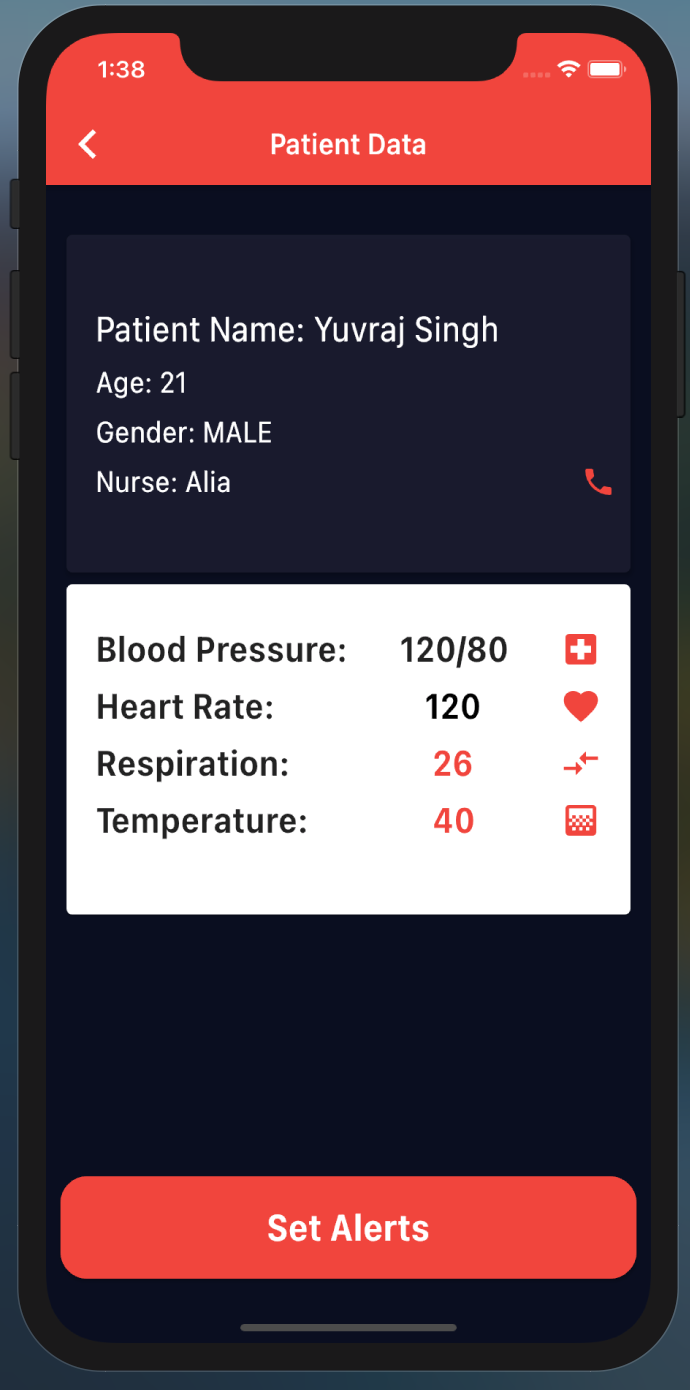 1:38
Patient Data
Patient Name: Yuvraj Singh
Age: 21
Gender: MALE
Nurse: Alia
Blood Pressure: 120/80
Heart Rate: 120
Respiration: 26
Temperature: 40
Set Alerts